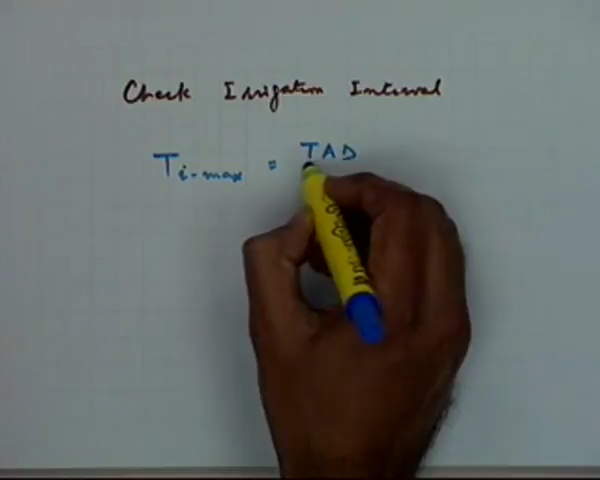 Check Irrigation Interval
Ti-max = TAD